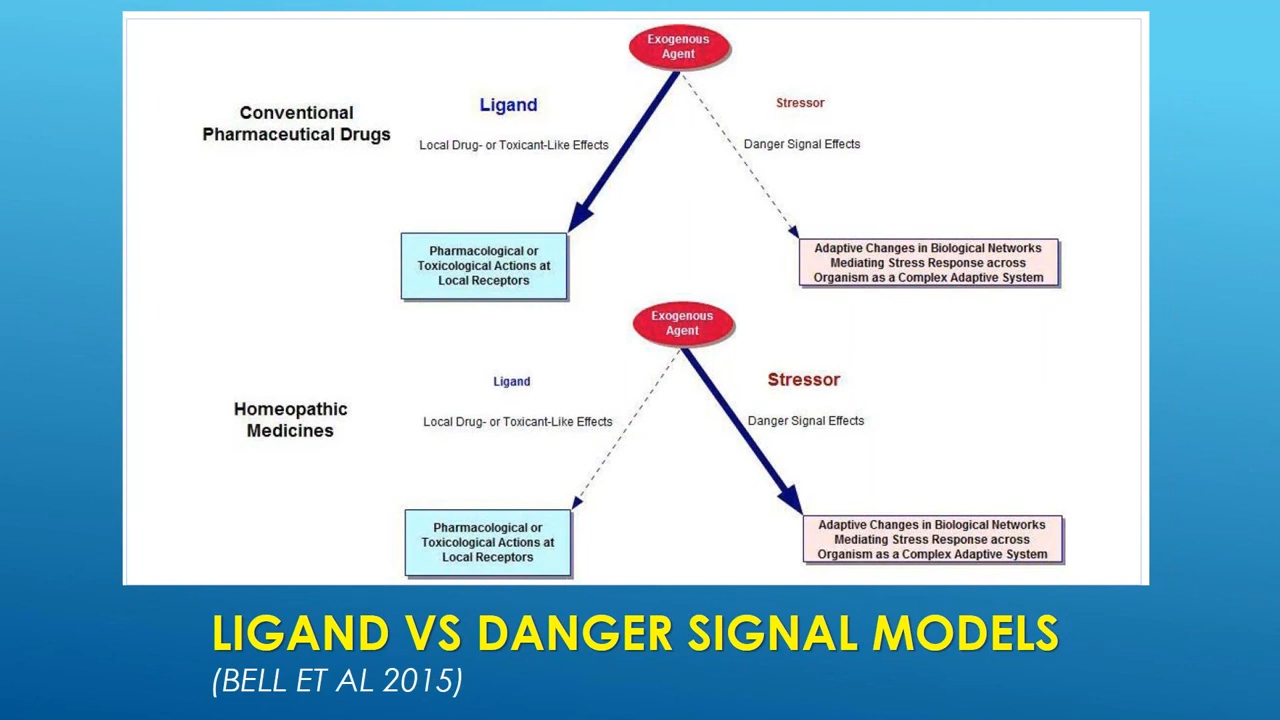 Exogenous
Agent
Conventional
Pharmaceutical Drugs
Ligand
Stressor
Local Drug- or Toxicant-Like Effects
Danger Signal Effects
Pharmacological or
Toxicological Actions at
Local Receptors
Adaptive Changes in Biological Networks
Mediating Stress Response across
Organism as a Complex Adaptive System
Exogenous
Agent
Homeopathic
Medicines
Ligand
Stressor
Local Drug- or Toxicant-Like Effects
Danger Signal Effects
Pharmacological or
Toxicological Actions at
Local Receptors
Adaptive Changes in Biological Networks
Mediating Stress Response across
Organism as a Complex Adaptive System
LIGAND VS DANGER SIGNAL MODELS
(BELL ET AL 2015)